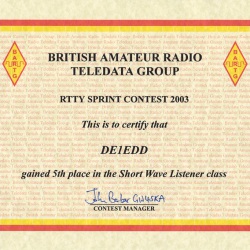 BRITISH AMATEUR RADIO
TELEDATA GROUP
RTTY SPRINT CONTEST 2003
This is to certify that
DE1EDD
gained 5th place in the Short Wave Listener class
CONTEST MANAGER